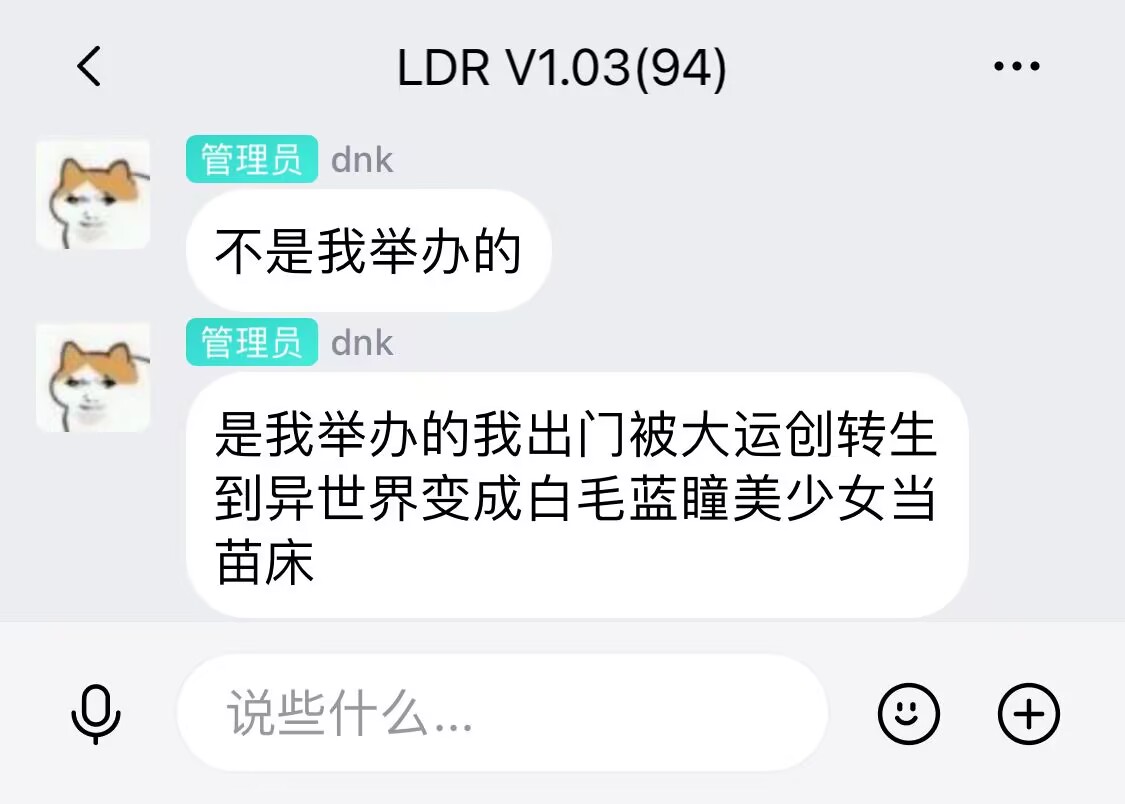 LDR V1.03(94)
管理员 dnk
不是我举办的
管理员 dnk
是我举办的我出门被大运创转生
到异世界变成白毛蓝瞳美少女当
苗床
说些什么...